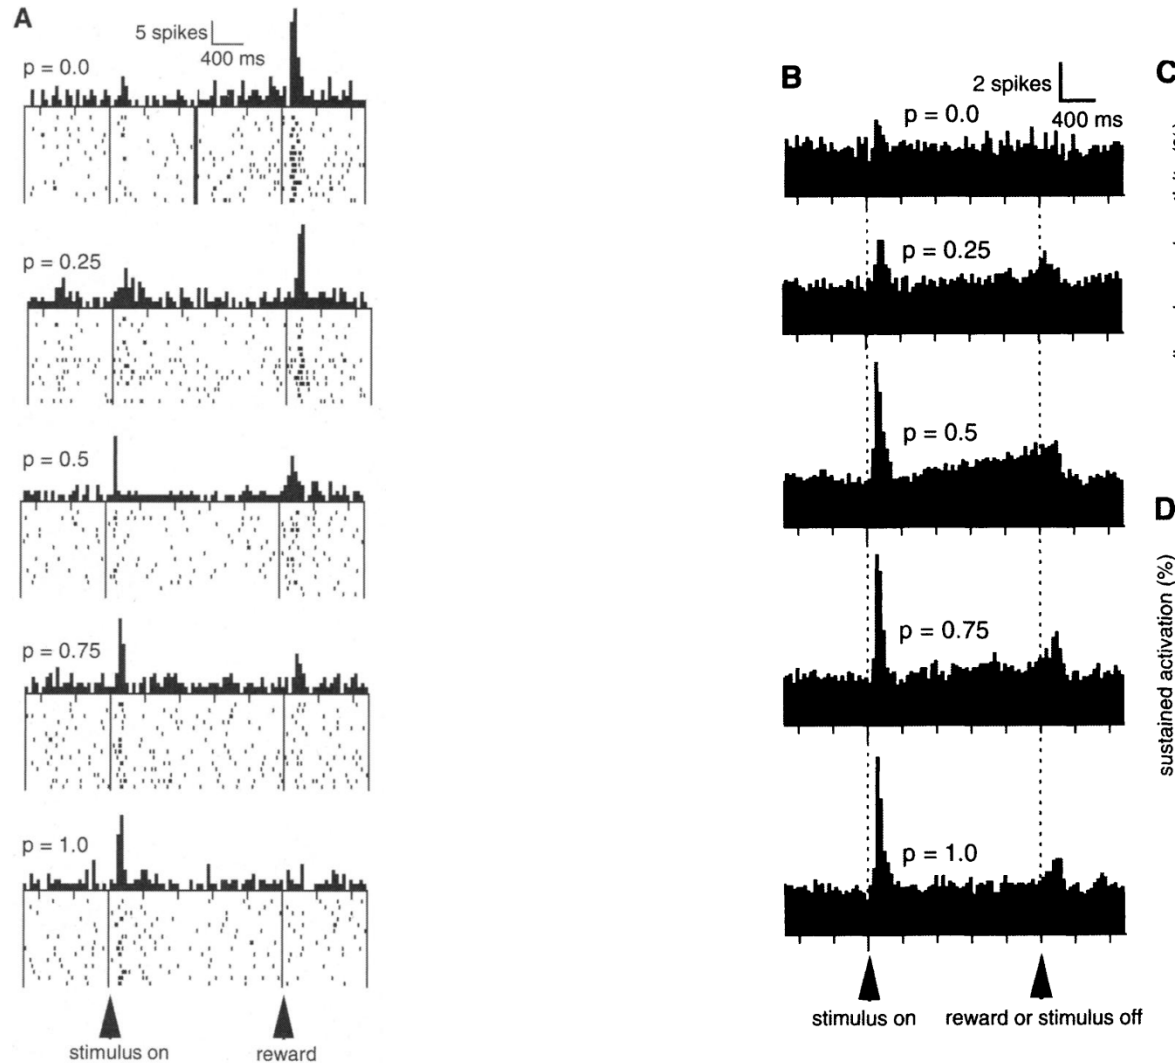 A
5 spikes
400 ms
p = 0.0
p = 0.25
p = 0.5
p = 0.75
p = 1.0
stimulus on
reward
B
2 spikes
400 ms
p = 0.0
p = 0.25
p = 0.5
p = 0.75
p = 1.0
stimulus on
reward or stimulus off
C
D
sustained activation (%)